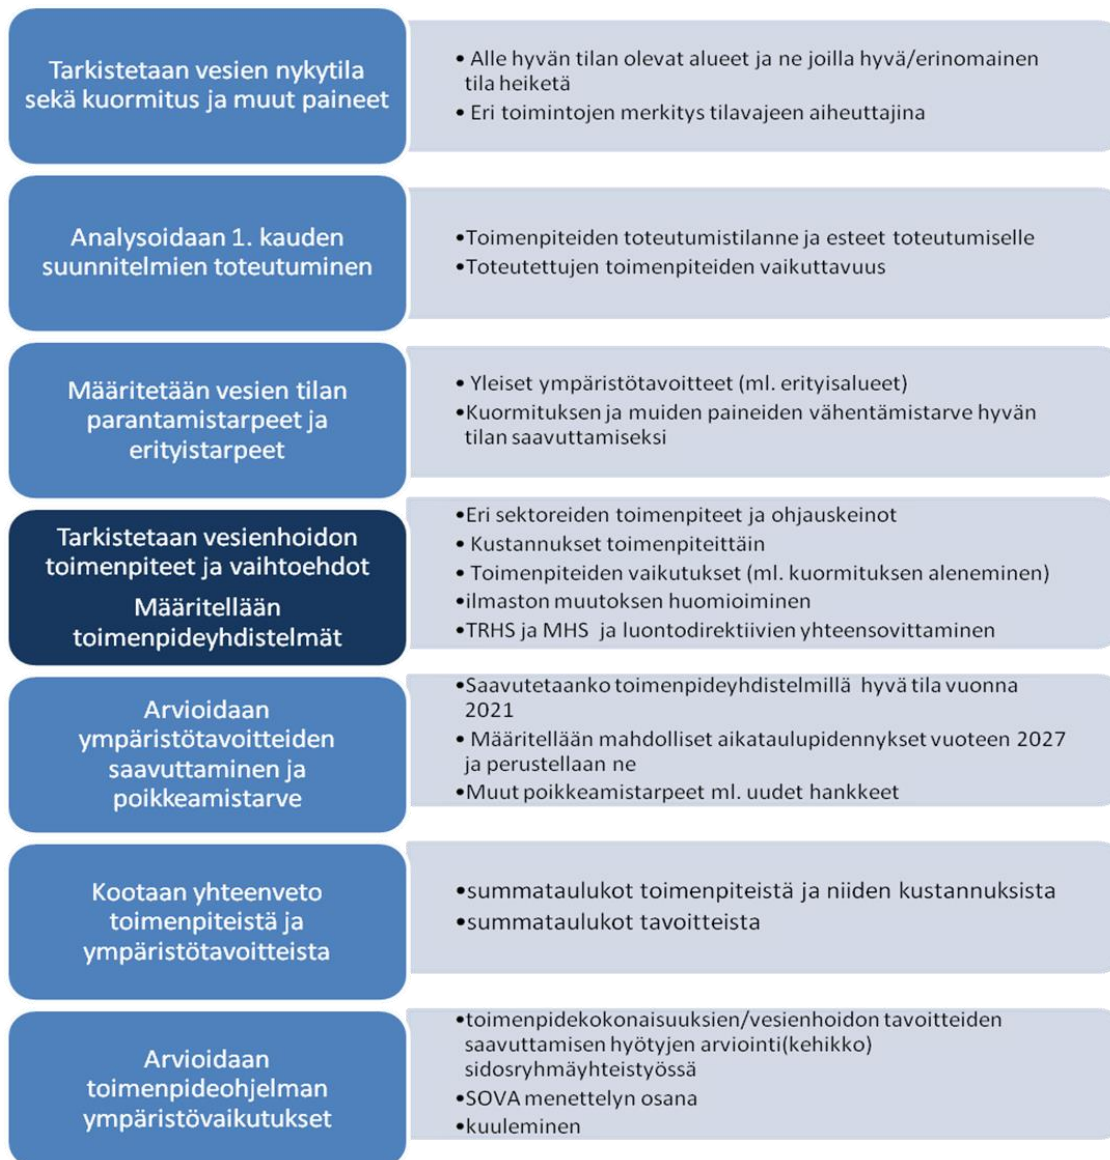 Tarkistetaan vesien nykytila
sekä kuormitus ja muut paineet
• Alle hyvän tilan olevat alueet ja ne joilla hyvä/erinomainen
tila heiketä
• Eri toimintojen merkitys tilavajeen aiheuttajina
Analysoidaan 1. kauden
suunnitelmien toteutuminen
•Toimenpiteiden toteutumistilanne ja esteet toteutumiselle
•Toteutettujen toimenpiteiden vaikuttavuus
Määritetään vesien tilan
parantamistarpeet ja
erityistarpeet
• Yleiset ympäristötavoitteet (ml. erityisalueet)
•Kuormituksen ja muiden paineiden vähentämistarve hyvän
tilan saavuttamiseksi
Tarkistetaan vesienhoidon
toimenpiteet ja vaihtoehdot
Määritellään
toimenpideyhdistelmät
•Eri sektoreiden toimenpiteet ja ohjauskeinot
• Kustannukset toimenpiteittäin
• Toimenpiteiden vaikutukset (ml. kuormituksen aleneminen)
•ilmaston muutoksen huomioiminen
•TRHS ja MHS ja luontodirektiivien yhteensovittaminen
Arvioidaan
ympäristötavoitteiden
saavuttaminen ja
poikkeamistarve
•Saavutetaanko toimenpideyhdistelmillä hyvä tila vuonna
2021
• Määritellään mahdolliset aikataulupidennykset vuoteen 2027
ja perustellaan ne
•Muut poikkeamistarpeet ml. uudet hankkeet
Kootaan yhteenveto
toimenpiteistä ja
ympäristötavoitteista
•summataulukot toimenpiteistä ja niiden kustannuksista
•summataulukot tavoitteista
Arvioidaan
toimenpideohjelman
ympäristövaikutukset
•toimenpidekokonaisuuksien/vesienhoidon tavoitteiden
saavuttamisen hyötyjen arviointi(kehikko)
sidosryhmäyhteistyössä
•SOVA menettelyn osana
•kuuleminen